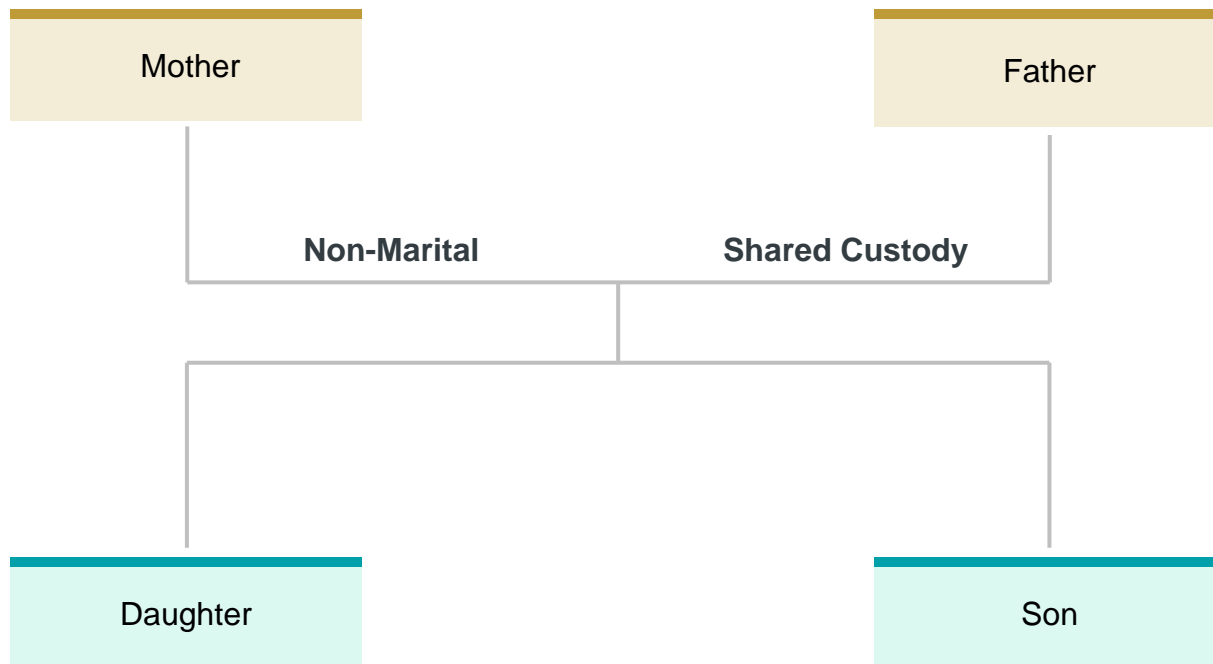 Mother
Father
Non-Marital
Shared Custody
Daughter
Son